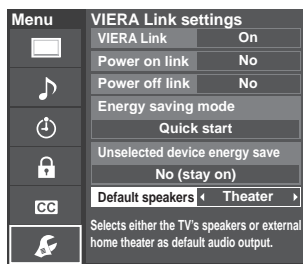 Menu
VIERA Link settings
VIERA Link On
Power on link No
Power off link No
Energy saving mode
Quick start
Unselected device energy save
No (stay on)
Default speakers Theater
CC
Selects either the TV's speakers or external
home theater as default audio output.